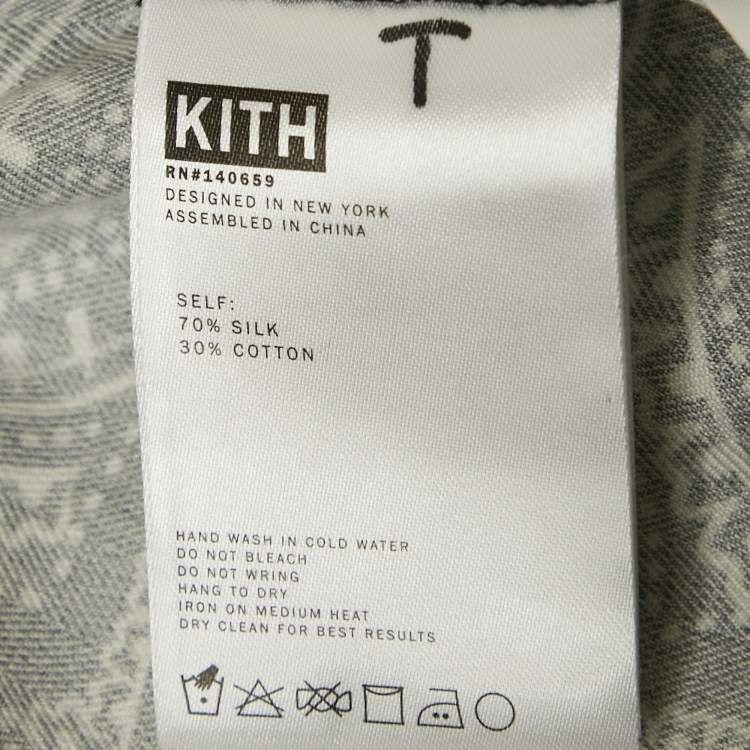 T
KITH
RN#140659
DESIGNED IN NEW YORK
ASSEMBLED IN CHINA
SELF:
70% SILK
30% COTTON
HAND WASH IN COLD WATER
DO NOT BLEACH
DO NOT WRING
HANG TO DRY
IRON ON MEDIUM HEAT
DRY CLEAN FOR BEST RESULTS